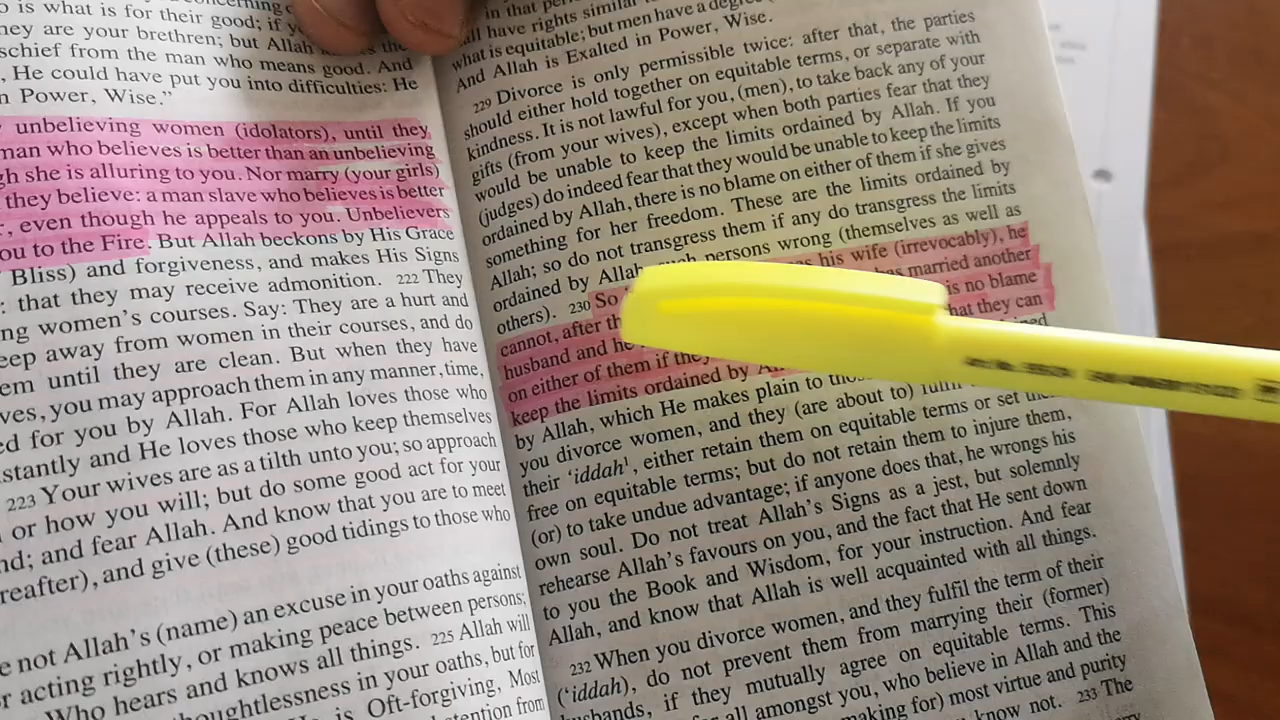 is what is for their good; if
they are your brethren; but Allah
schief from the man who means good. And
, He could have put you into difficulties: He
n Power, Wise.”
unbelieving women (idolators), until they
man who believes is better than an unbelieving
gh she is alluring to you. Nor marry (your girls)
they believe: a man slave who believes is better
, even though he appeals to you. Unbelievers
ou to the Fire. But Allah beckons by His Grace
Bliss) and forgiveness, and makes His Signs
: that they may receive admonition. 222 They
ng women’s courses. Say: They are a hurt and
eep away from women in their courses, and do
em until they are clean. But when they have
ves, you may approach them in any manner, time,
ed for you by Allah. For Allah loves those who
stantly and He loves those who keep themselves
223 Your wives are as a tilth unto you; so approach
or how you will; but do some good act for your
nd; and fear Allah. And know that you are to meet
reafter), and give (these) good tidings to those who
e not Allah’s (name) an excuse in your oaths against
r acting rightly, or making peace between persons;
Who hears and knows all things. 225 Allah will
thoughtlessness in your oaths, but for
is Oft-forgiving, Most
in that
all have rights similar
what is equitable; but men have a degree
And Allah is Exalted in Power, Wise.
229 Divorce is only permissible twice: after that, the parties
should either hold together on equitable terms, or separate with
kindness. It is not lawful for you, (men), to take back any of your
gifts (from your wives), except when both parties fear that they
would be unable to keep the limits ordained by Allah. If you
(judges) do indeed fear that they would be unable to keep the limits
ordained by Allah, there is no blame on either of them if she gives
something for her freedom. These are the limits ordained by
Allah; so do not transgress them if any do transgress the limits
ordained by Allah, such persons wrong (themselves as well as
others). 230 So his wife (irrevocably), he
cannot, after has married another
husband and he is no blame
on either of them if they that they can
keep the limits ordained by
by Allah, which He makes plain to those
you divorce women, and they (are about to) fulfil
their ‘iddah¹, either retain them on equitable terms or set them
free on equitable terms; but do not retain them to injure them,
(or) to take undue advantage; if anyone does that, he wrongs his
own soul. Do not treat Allah’s Signs as a jest, but solemnly
rehearse Allah’s favours on you, and the fact that He sent down
to you the Book and Wisdom, for your instruction. And fear
Allah, and know that Allah is well acquainted with all things.
232 When you divorce women, and they fulfil the term of their
(‘iddah), do not prevent them from marrying their (former)
husbands, if they mutually agree on equitable terms. This
all amongst you, who believe in Allah and the
making for) most virtue and purity
know not. 233 The